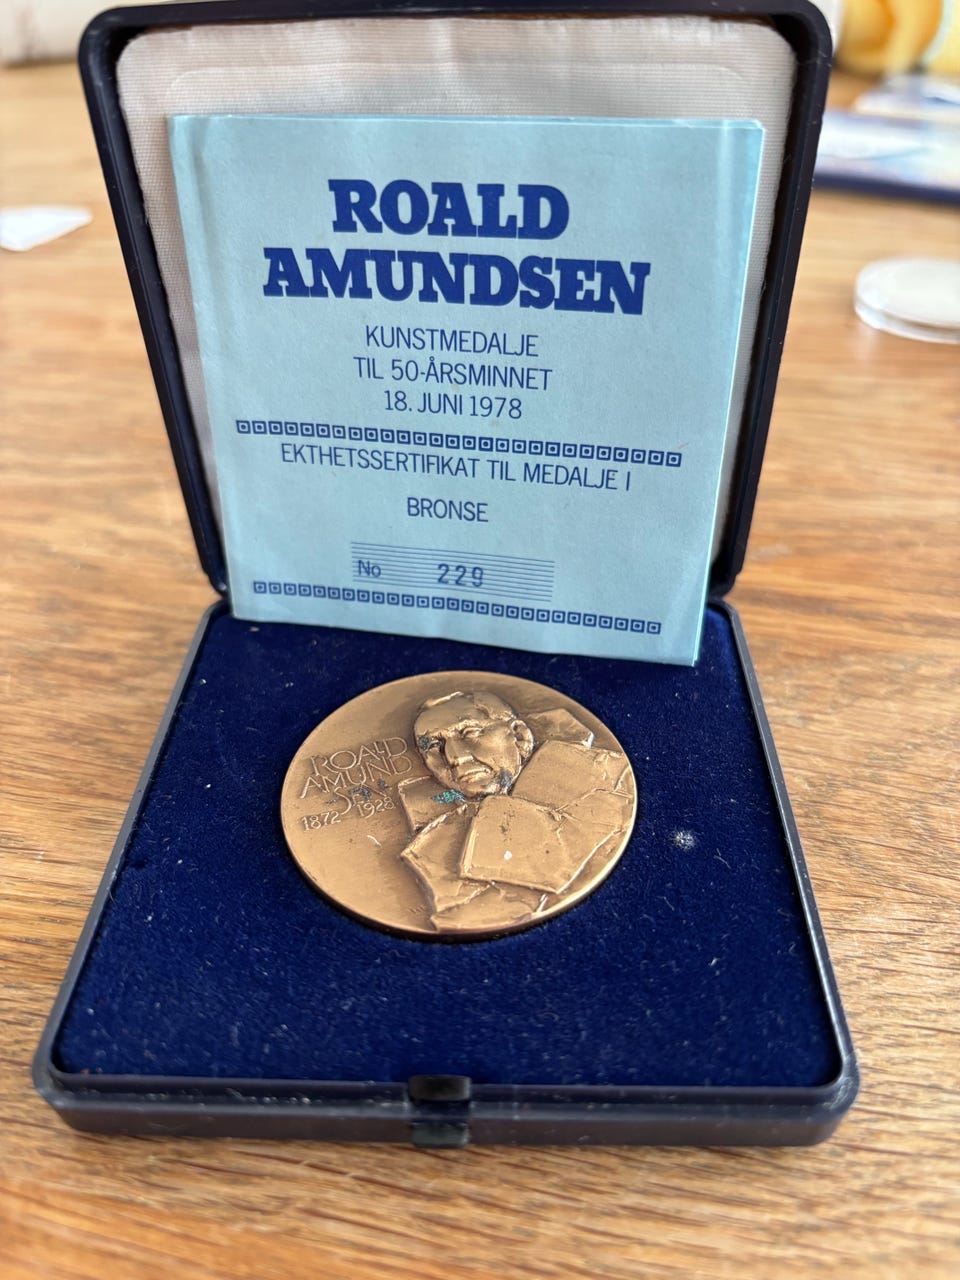 ROALD
AMUNDSEN
KUNSTMEDALJE
TIL 50-ÅRSMINNET
18. JUNI 1978
EKTHETSSERTIFIKAT TIL MEDALJE I
BRONSE
No 229
ROALD
AMUND
SEN
1872 1928